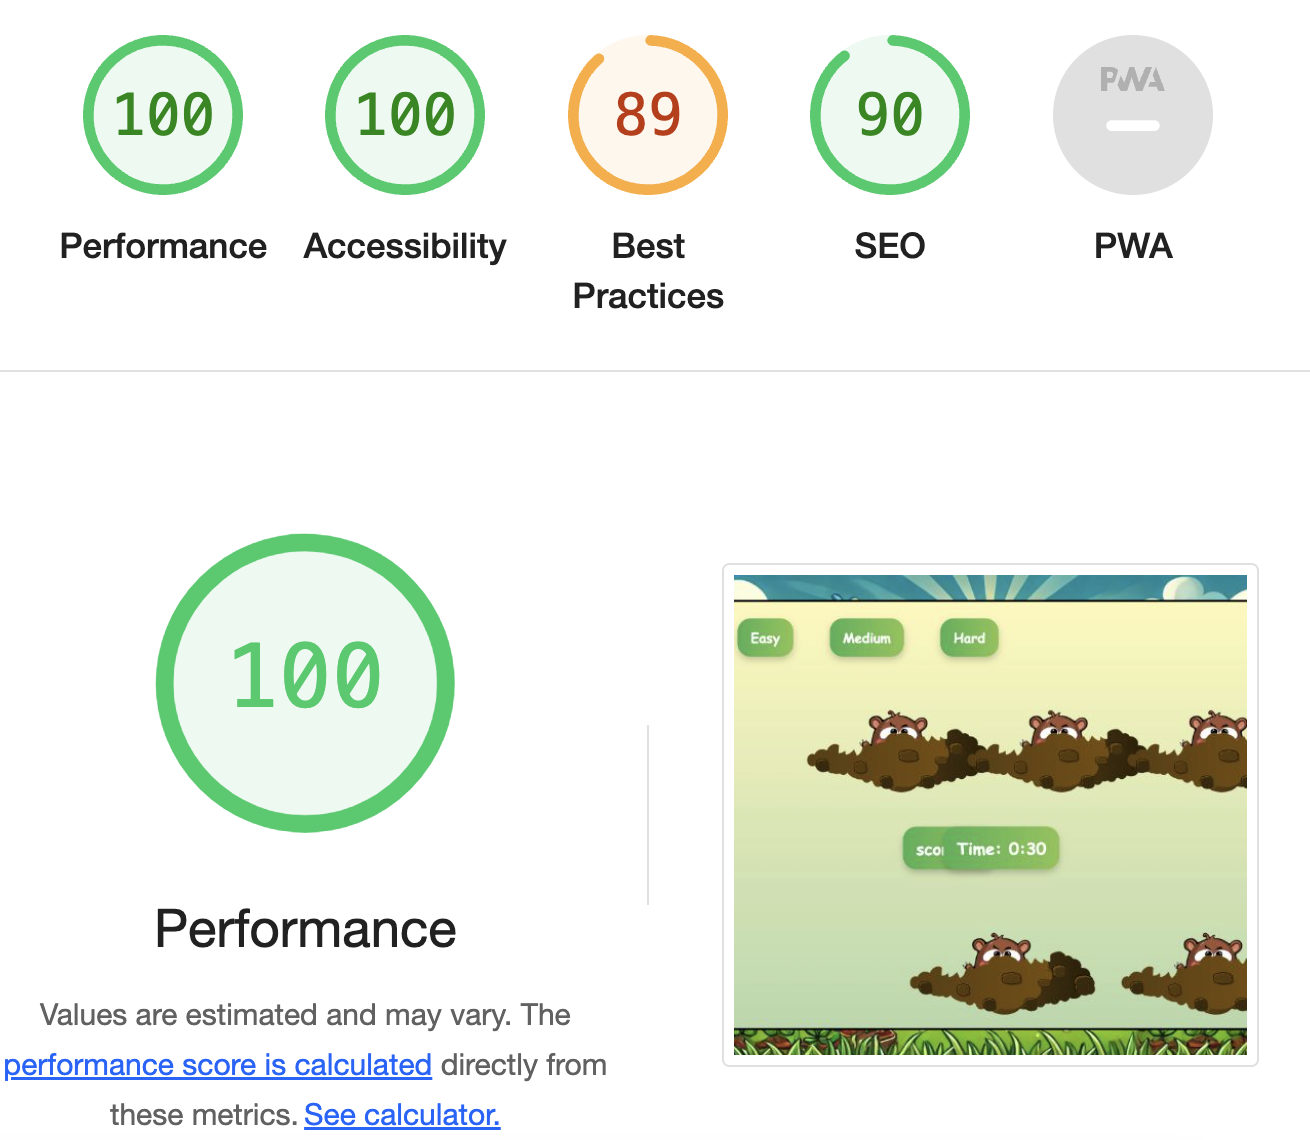 100 100 89 90 PWA
Performance Accessibility Best Practices SEO PWA
100
Performance
Values are estimated and may vary. The
performance score is calculated directly from
these metrics. See calculator.
Easy Medium Hard
Time: 0:30